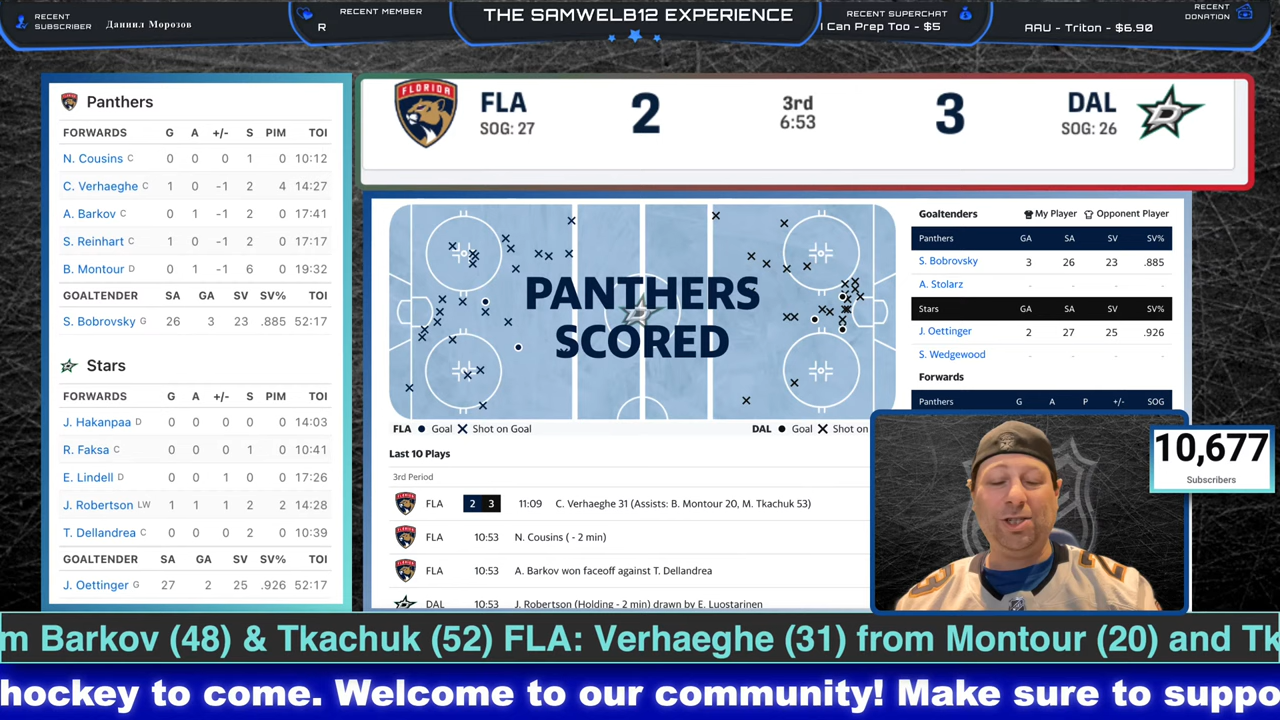 RECENT
SUBSCRIBER
Даниил Морозов
RECENT MEMBER
R
THE SAMWELB12 EXPERIENCE
RECENT SUPERCHAT
I Can Prep Too - $5
RECENT
DONATION
AAU - Triton - $6.90
Panthers
FORWARDS G A +/- S PIM TOI
N. Cousins C 0 0 0 1 0 10:12
C. Verhaeghe C 1 0 -1 2 4 14:27
A. Barkov C 0 1 -1 2 0 17:41
S. Reinhart C 1 0 -1 2 0 17:17
B. Montour D 0 1 -1 6 0 19:32
GOALTENDER SA GA SV SV% TOI
S. Bobrovsky G 26 3 23 .885 52:17
Stars
FORWARDS G A +/- S PIM TOI
J. Hakanpaa D 0 0 0 0 0 14:03
R. Faksa C 0 0 0 1 0 10:41
E. Lindell D 0 0 1 0 0 17:26
J. Robertson LW 1 1 1 2 2 14:28
T. Dellandrea C 0 0 0 2 0 10:39
GOALTENDER SA GA SV SV% TOI
J. Oettinger G 27 2 25 .926 52:17
FLORIDA
FLA
SOG: 27
2
3rd
6:53
3
DAL
SOG: 26
PANTHERS
SCORED
FLA Goal Shot on Goal
DAL Goal Shot on
Last 10 Plays
3rd Period
FLA 2 3 11:09 C. Verhaeghe 31 (Assists: B. Montour 20, M. Tkachuk 53)
FLA 10:53 N. Cousins ( - 2 min)
FLA 10:53 A. Barkov won faceoff against T. Dellandrea
DAL 10:53 J. Robertson (Holding - 2 min) drawn by E. Luostarinen
Goaltenders My Player Opponent Player
Panthers GA SA SV SV%
S. Bobrovsky 3 26 23 .885
A. Stolarz - - - -
Stars GA SA SV SV%
J. Oettinger 2 27 25 .926
S. Wedgewood - - - -
Forwards
Panthers G A P +/- SOG
10,677
Subscribers
m Barkov (48) & Tkachuk (52) FLA: Verhaeghe (31) from Montour (20) and Tk
hockey to come. Welcome to our community! Make sure to suppo